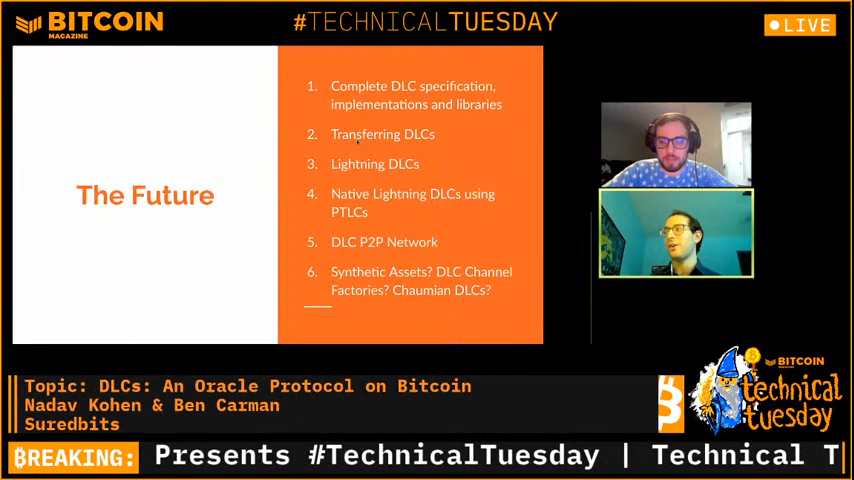 BITCOIN
MAGAZINE
#TECHNICALTUESDAY
LIVE
The Future
1. Complete DLC specification,
implementations and libraries
2. Transferring DLCs
3. Lightning DLCs
4. Native Lightning DLCs using
PTLCs
5. DLC P2P Network
6. Synthetic Assets? DLC Channel
Factories? Chaumian DLCs?
Topic: DLCs: An Oracle Protocol on Bitcoin
Nadav Kohen & Ben Carman
Suredbits
BITCOIN
MAGAZINE
technical
tuesday
₿REAKING:
Presents #TechnicalTuesday | Technical T